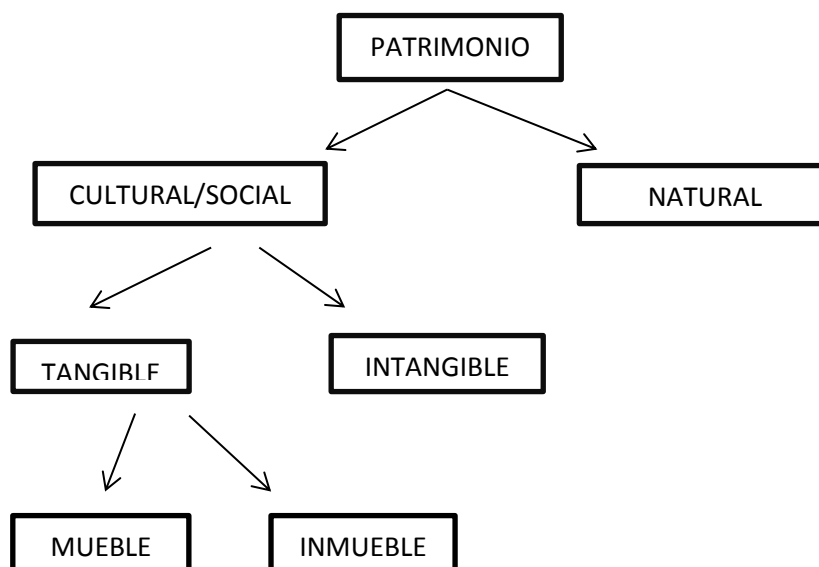 PATRIMONIO
CULTURAL/SOCIAL
NATURAL
TANGIBLE
INTANGIBLE
MUEBLE
INMUEBLE